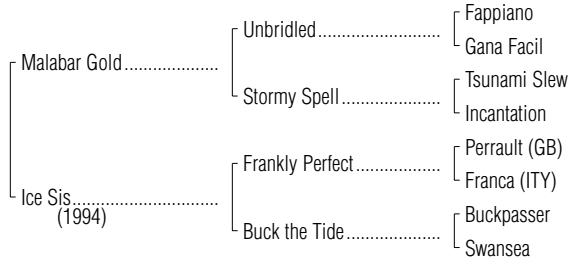 Fappiano
Unbridled
Gana Facil
Malabar Gold
Tsunami Slew
Stormy Spell
Incantation
Perrault (GB)
Frankly Perfect
Franca (ITY)
Ice Sis
(1994)
Buckpasser
Buck the Tide
Swansea